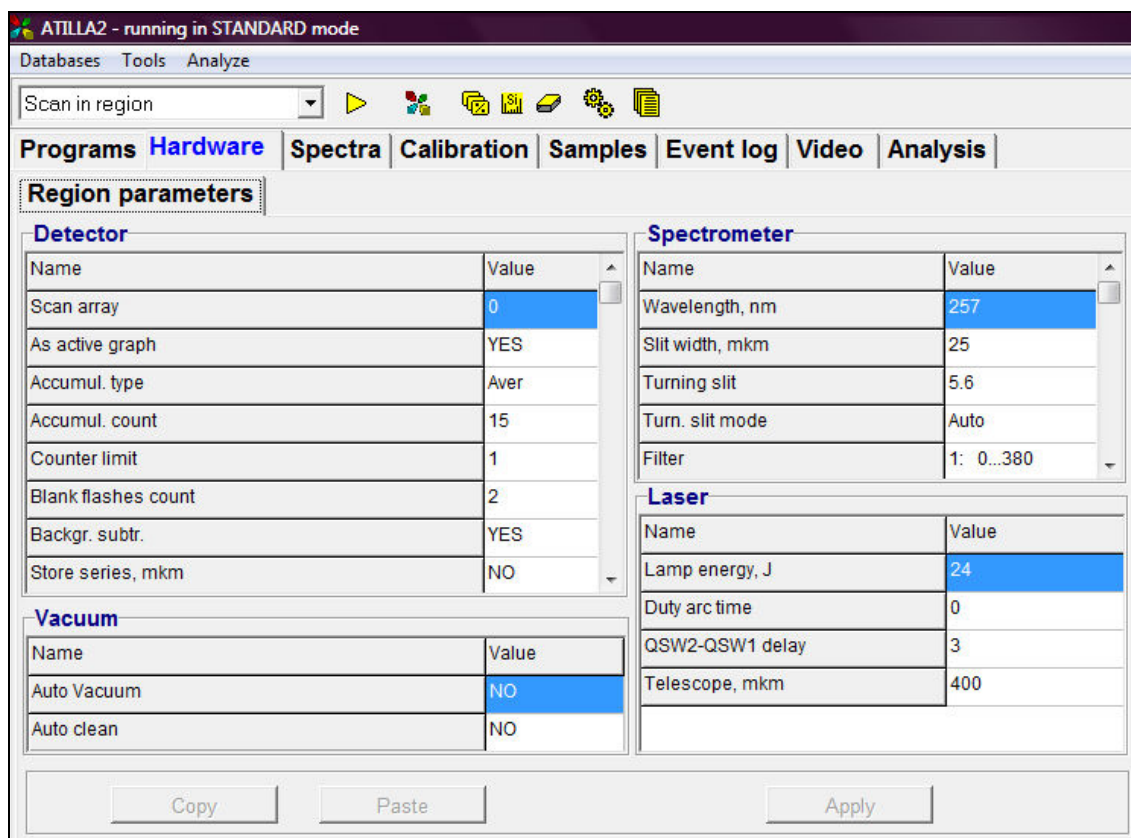 ATILLA2 - running in STANDARD mode
Databases Tools Analyze
Scan in region
Programs Hardware Spectra Calibration Samples Event log Video Analysis
Region parameters
Detector
Name Value
Scan array 0
As active graph YES
Accumul. type Aver
Accumul. count 15
Counter limit 1
Blank flashes count 2
Backgr. subtr. YES
Store series, mkm NO
Vacuum
Name Value
Auto Vacuum NO
Auto clean NO
Spectrometer
Name Value
Wavelength, nm 257
Slit width, mkm 25
Turning slit 5.6
Turn. slit mode Auto
Filter 1: 0...380
Laser
Name Value
Lamp energy, J 24
Duty arc time 0
QSW2-QSW1 delay 3
Telescope, mkm 400
Copy Paste Apply